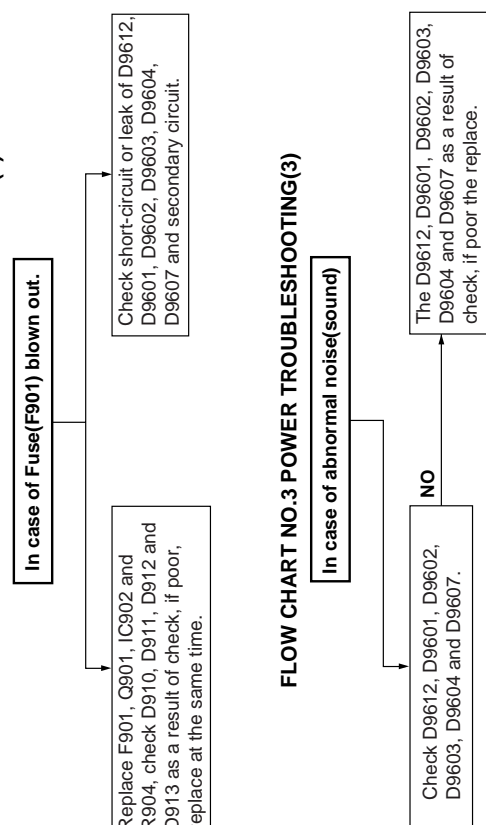 In case of Fuse(F901) blown out.
Replace F901, Q901, IC902 and
R904, check D910, D911, D912 and
D913 as a result of check, if poor,
replace at the same time.
Check short-circuit or leak of D9612,
D9601, D9602, D9603, D9604,
D9607 and secondary circuit.
FLOW CHART NO.3 POWER TROUBLESHOOTING(3)
In case of abnormal noise(sound)
Check D9612, D9601, D9602,
D9603, D9604 and D9607.
NO
The D9612, D9601, D9602, D9603,
D9604 and D9607 as a result of
check, if poor the replace.